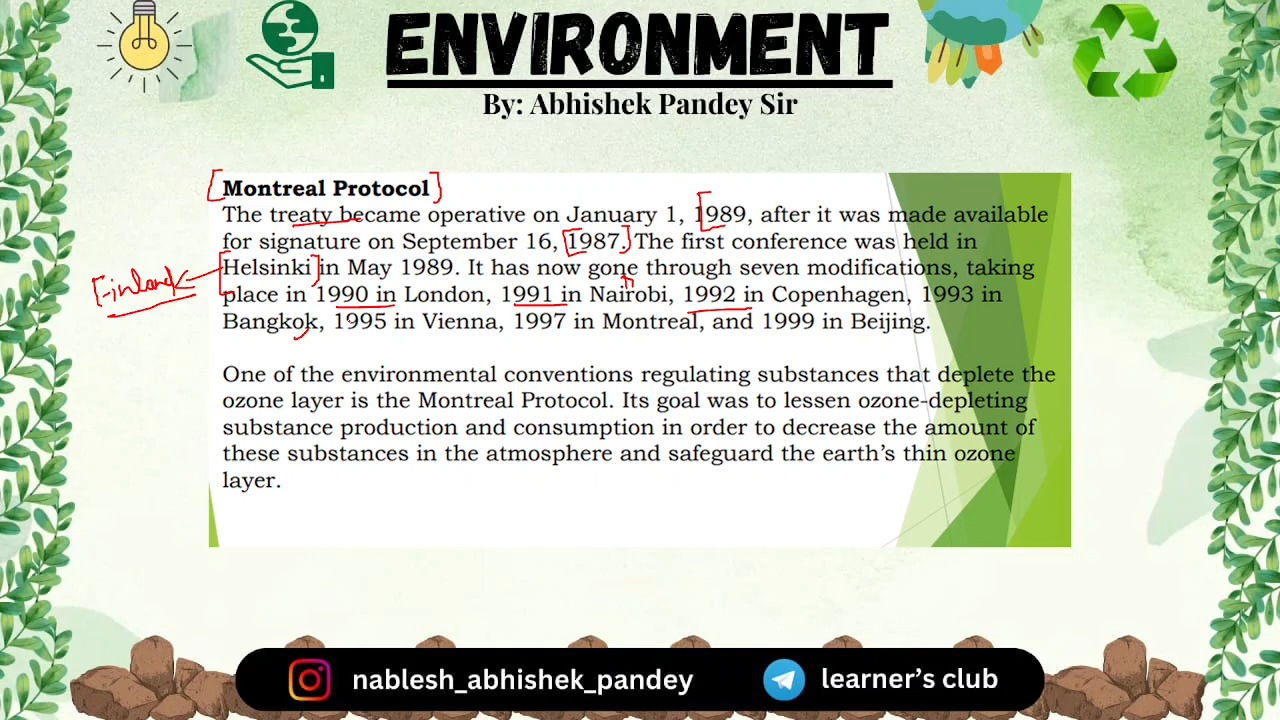 ENVIRONMENT
By: Abhishek Pandey Sir
Montreal Protocol
The treaty became operative on January 1, 1989, after it was made available
for signature on September 16, 1987. The first conference was held in
Helsinki in May 1989. It has now gone through seven modifications, taking
Finland
place in 1990 in London, 1991 in Nairobi, 1992 in Copenhagen, 1993 in
Bangkok, 1995 in Vienna, 1997 in Montreal, and 1999 in Beijing.
One of the environmental conventions regulating substances that deplete the
ozone layer is the Montreal Protocol. Its goal was to lessen ozone-depleting
substance production and consumption in order to decrease the amount of
these substances in the atmosphere and safeguard the earth's thin ozone
layer.
nablesh_abhishek_pandey
learner's club